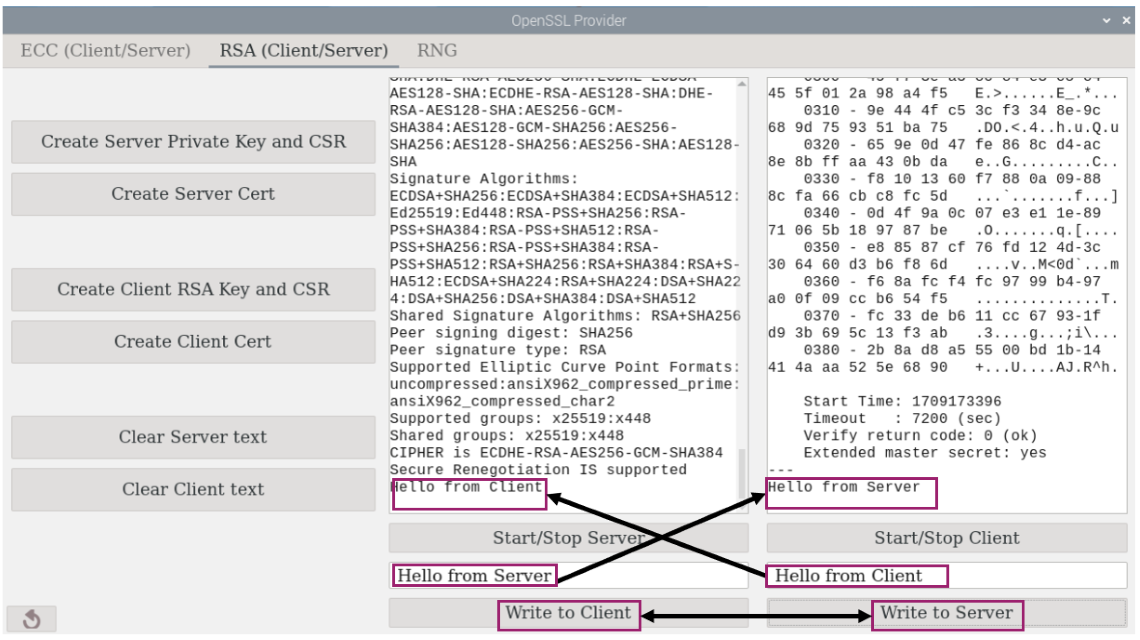 OpenSSL Provider
ECC (Client/Server)
RSA (Client/Server)
RNG
Create Server Private Key and CSR
Create Server Cert
Create Client RSA Key and CSR
Create Client Cert
Clear Server text
Clear Client text
AES128-SHA:ECDHE-RSA-AES128-SHA:DHE-
RSA-AES128-SHA:AES256-GCM-
SHA384:AES128-GCM-SHA256:AES256-
SHA256:AES128-SHA256:AES256-SHA:AES128-
SHA
Signature Algorithms:
ECDSA+SHA256:ECDSA+SHA384:ECDSA+SHA512:
Ed25519:Ed448:RSA-PSS+SHA256:RSA-
PSS+SHA384:RSA-PSS+SHA512:RSA-
PSS+SHA256:RSA-PSS+SHA384:RSA-
PSS+SHA512:RSA+SHA256:RSA+SHA384:RSA+S-
HA512:ECDSA+SHA224:RSA+SHA224:DSA+SHA22
4:DSA+SHA256:DSA+SHA384:DSA+SHA512
Shared Signature Algorithms: RSA+SHA256
Peer signing digest: SHA256
Peer signature type: RSA
Supported Elliptic Curve Point Formats:
uncompressed:ansiX962_compressed_prime:
ansiX962_compressed_char2
Supported groups: x25519:x448
Shared groups: x25519:x448
CIPHER is ECDHE-RSA-AES256-GCM-SHA384
Secure Renegotiation IS supported
Hello from Client
Start/Stop Server
Hello from Server
Write to Client
45 5f 01 2a 98 a4 f5   E.>......E_.*...
0310 - 9e 44 4f c5 3c f3 34 8e-9c
68 9d 75 93 51 ba 75   .DO.<.4..h.u.Q.u
0320 - 65 9e 0d 47 fe 86 8c d4-ac
8e 8b ff aa 43 0b da   e..G.........C..
0330 - f8 10 13 60 f7 88 0a 09-88
8c fa 66 cb c8 fc 5d   ...`.......f...]
0340 - 0d 4f 9a 0c 07 e3 e1 1e-89
71 06 5b 18 97 87 be   .O.......q.[....
0350 - e8 85 87 cf 76 fd 12 4d-3c
30 64 60 d3 b6 f8 6d   ....v..M<0d`...m
0360 - f6 8a fc f4 fc 97 99 b4-97
a0 0f 09 cc b6 54 f5   ..............T.
0370 - fc 33 de b6 11 cc 67 93-1f
d9 3b 69 5c 13 f3 ab   .3....g...;i\...
0380 - 2b 8a d8 a5 55 00 bd 1b-14
41 4a aa 52 5e 68 90   +...U....AJ.R^h.
Start Time: 1709173396
Timeout   : 7200 (sec)
Verify return code: 0 (ok)
Extended master secret: yes
---
Hello from Server
Start/Stop Client
Hello from Client
Write to Server